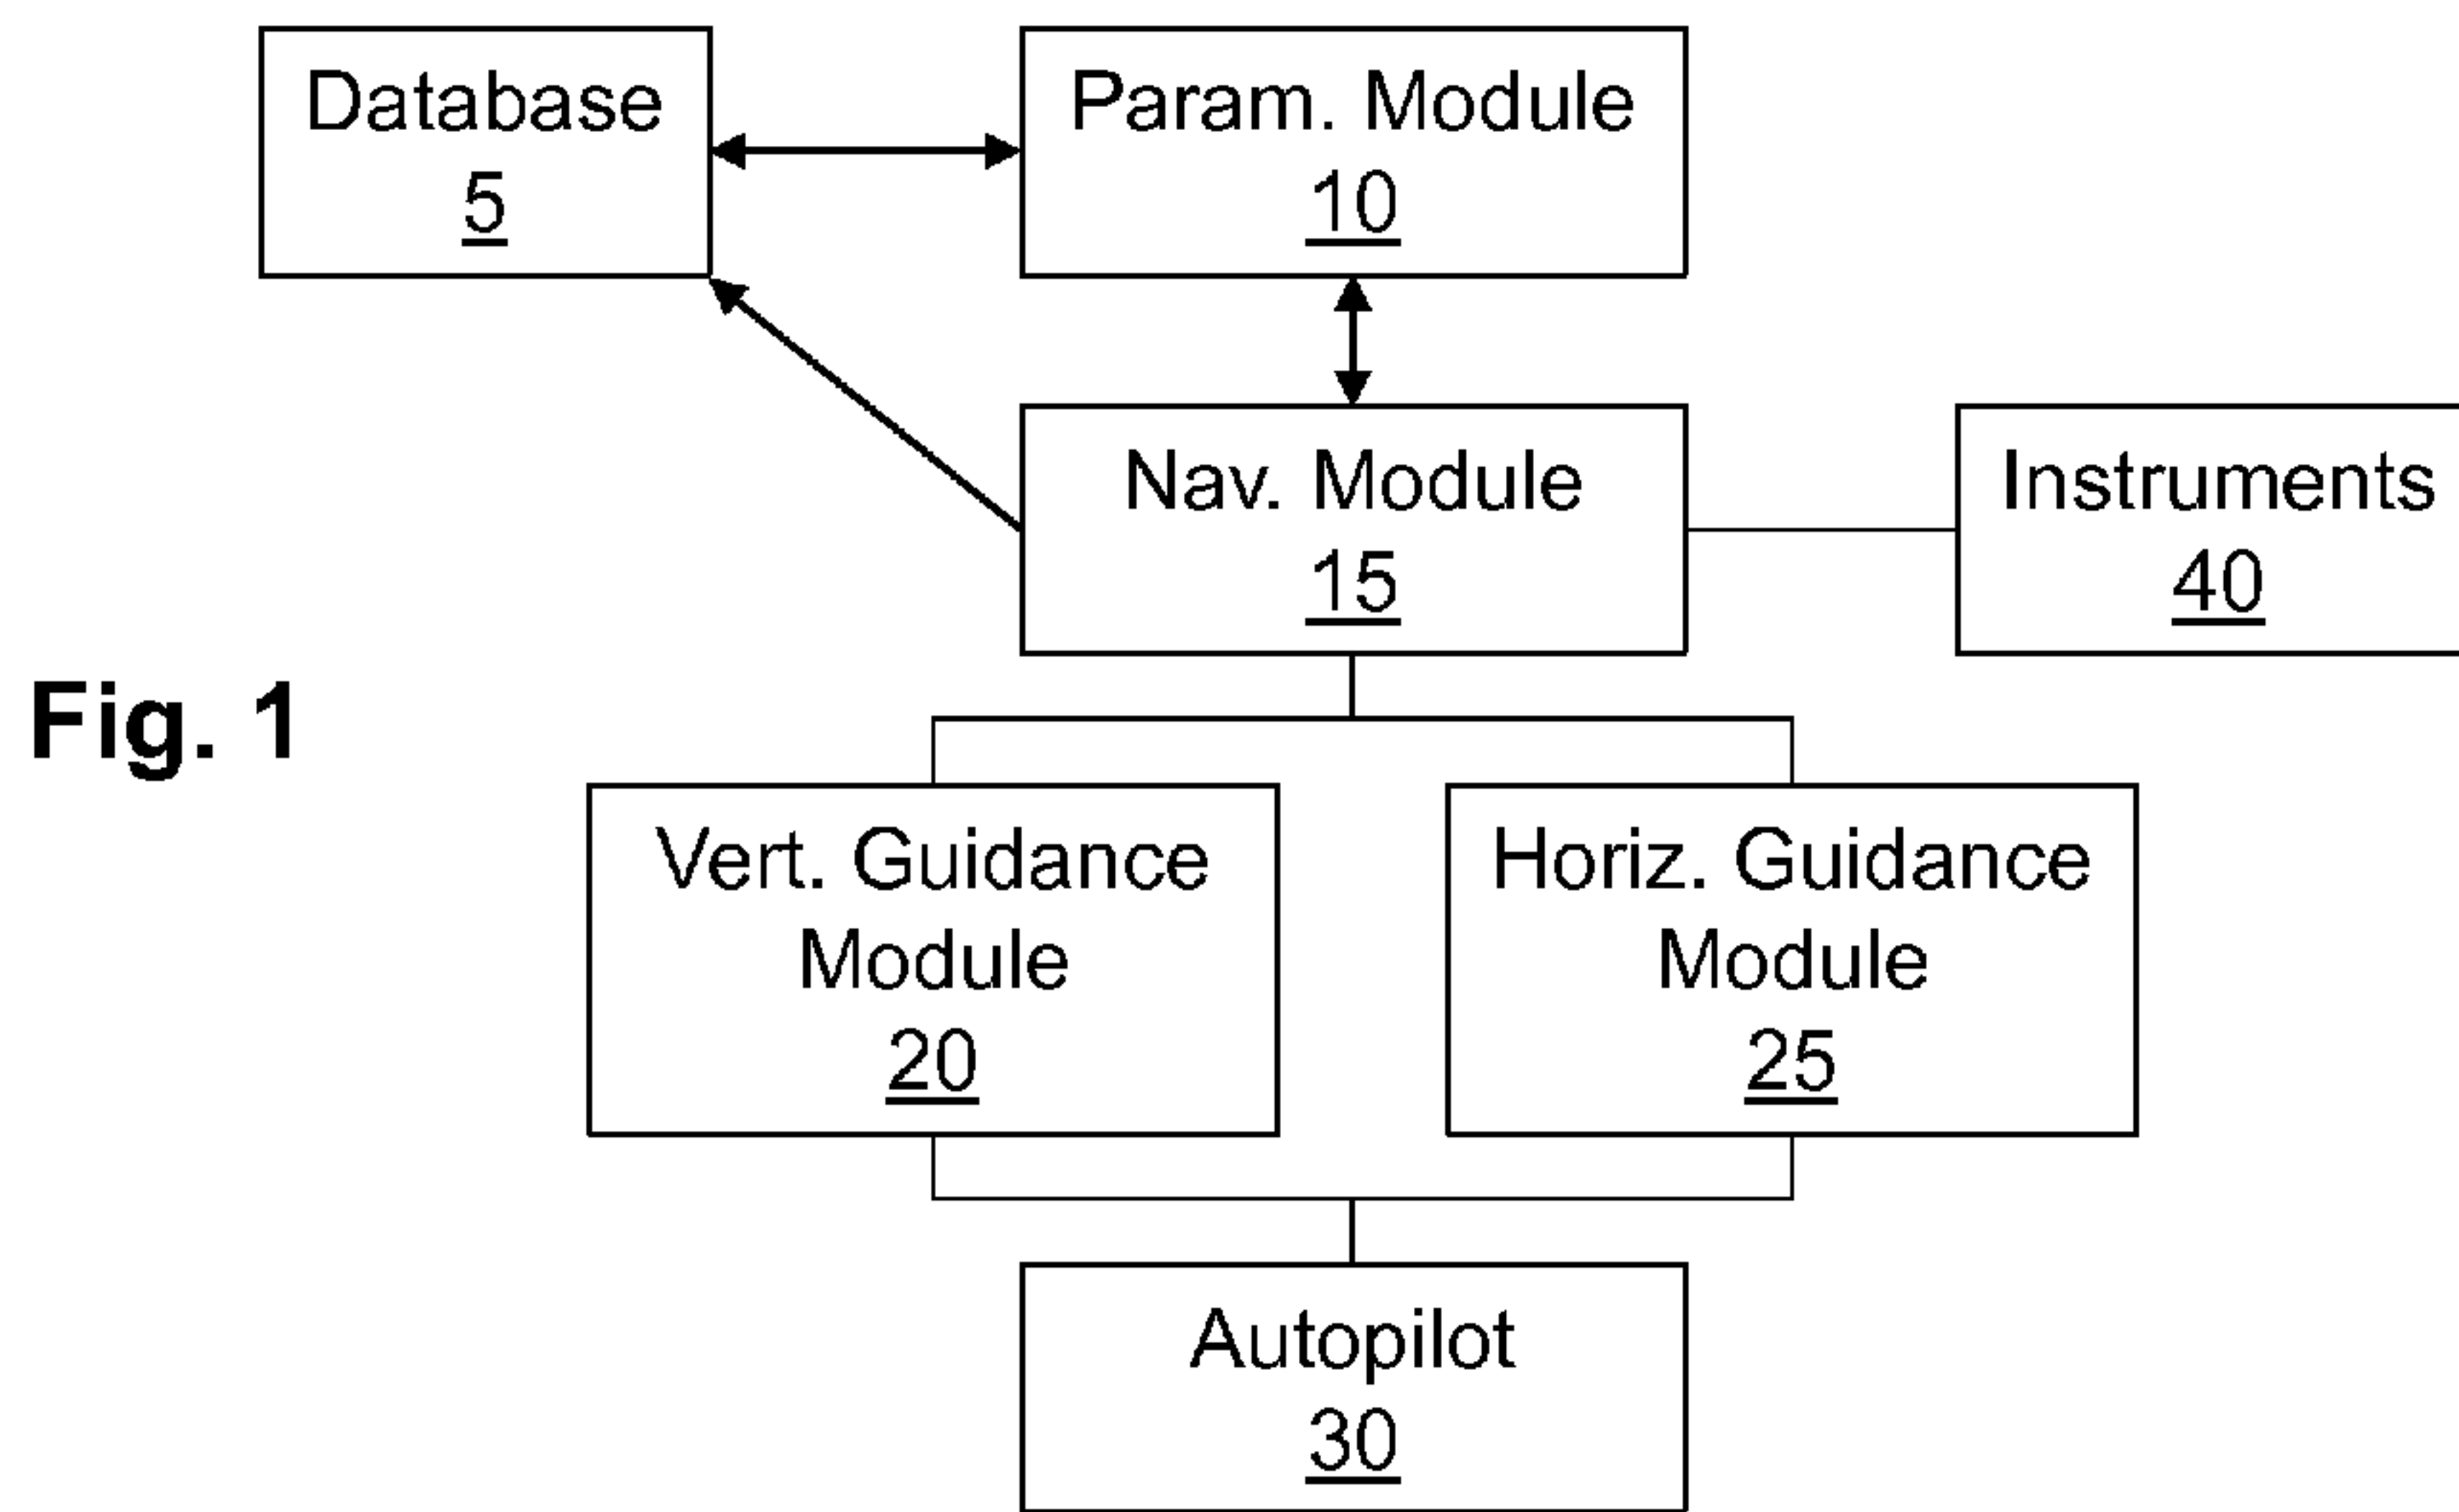 Database
5
Param. Module
10
Nav. Module
15
Instruments
40
Fig. 1
Vert. Guidance
Module
20
Horiz. Guidance
Module
25
Autopilot
30